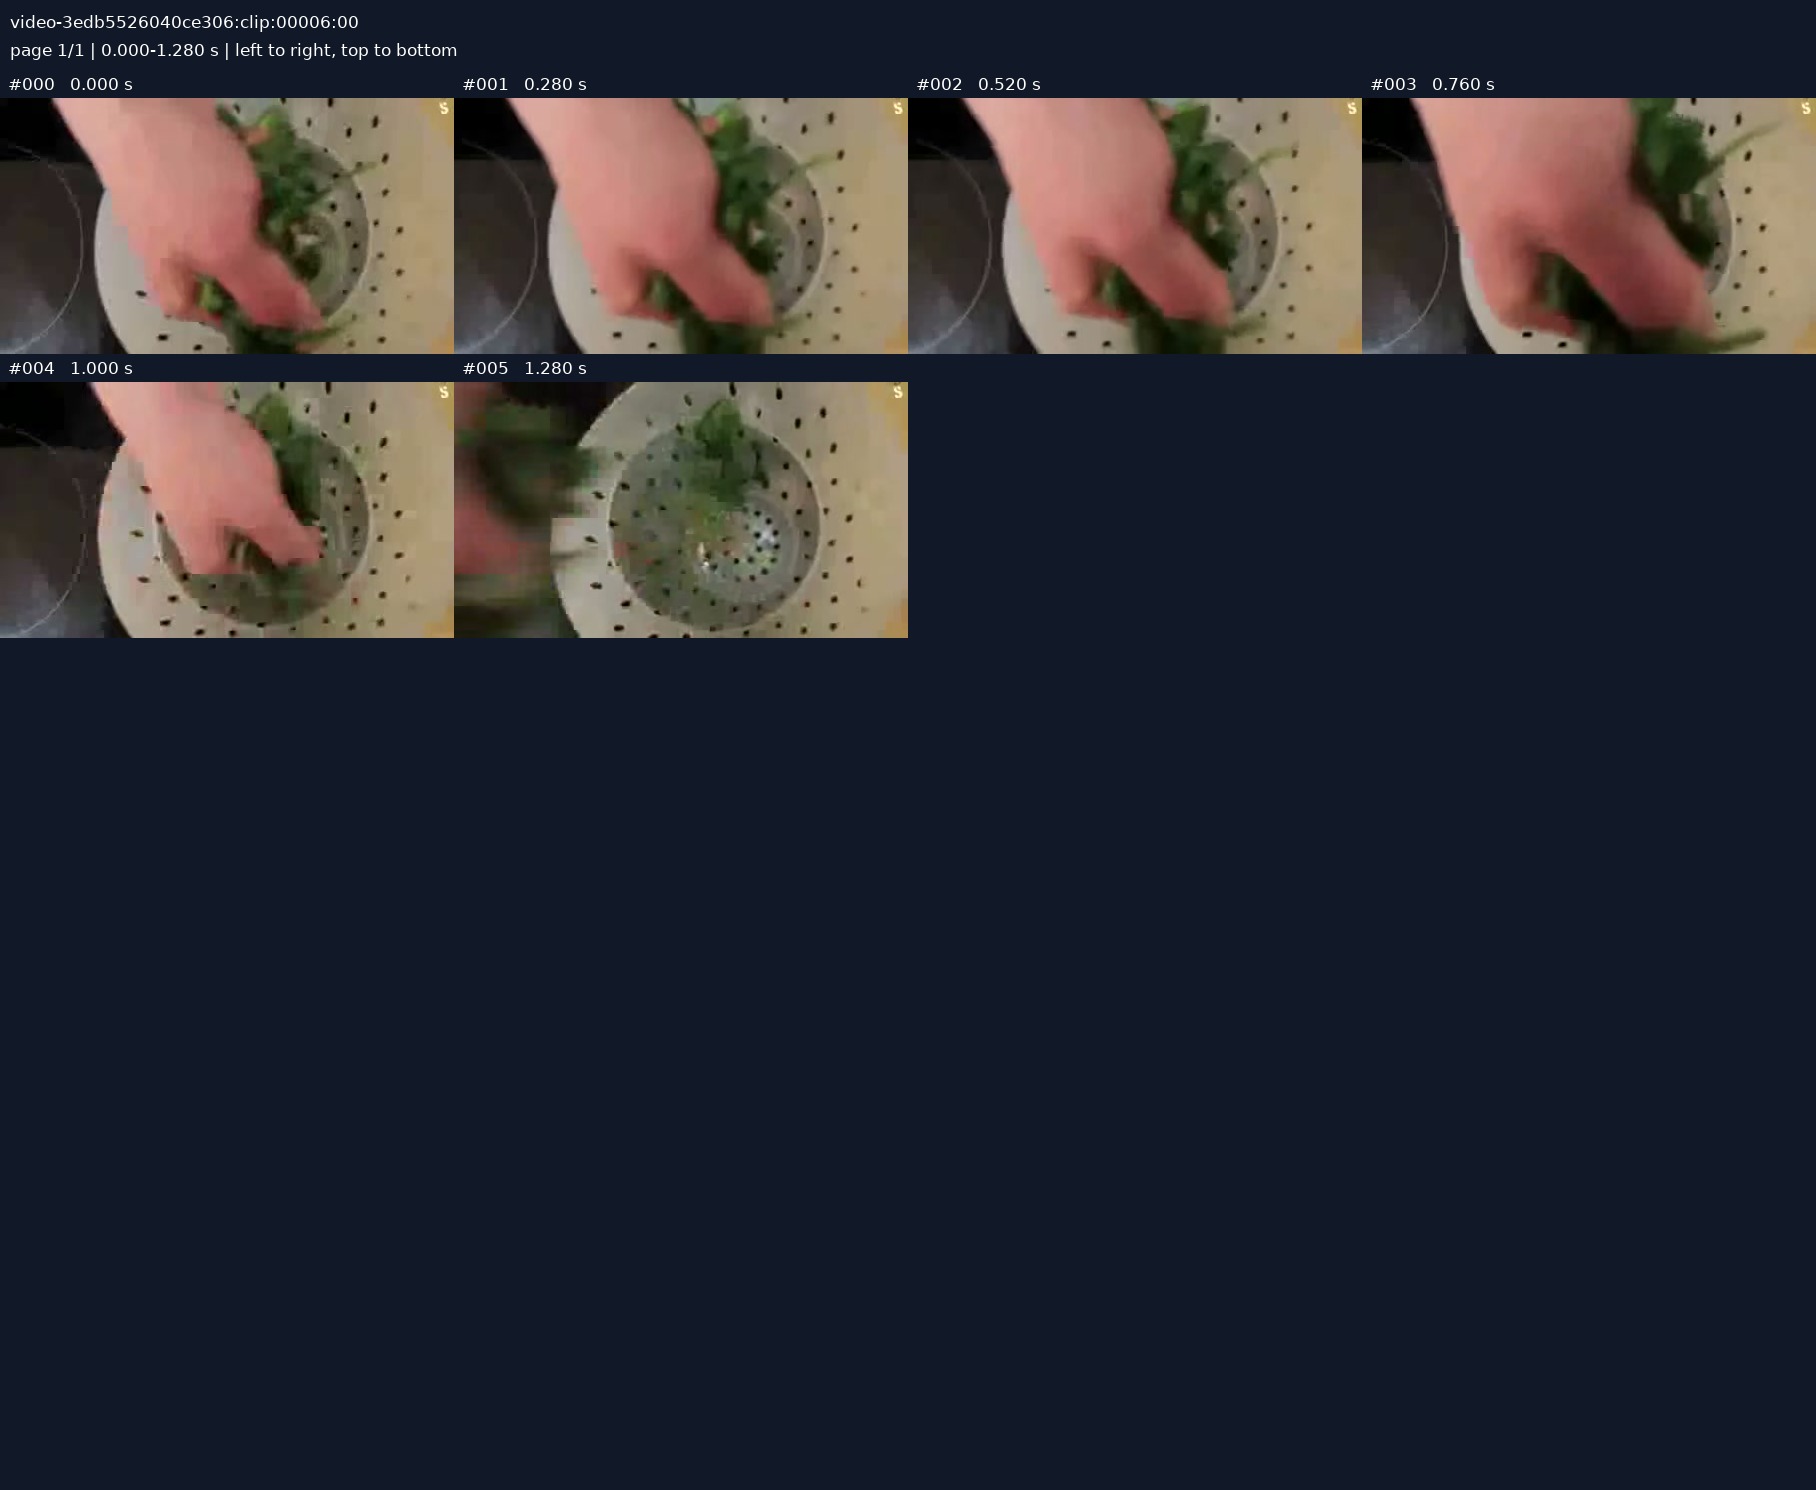 video-3edb5526040ce306:clip:00006:00
page 1/1 | 0.000-1.280 s | left to right, top to bottom
#000 0.000 s
#001 0.280 s
#002 0.520 s
#003 0.760 s
S
S
S
S
#004 1.000 s
#005 1.280 s
S
S